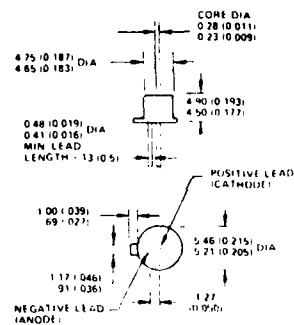 CORE DIA
0.28 (0.011)
0.23 (0.009)
4.75 (0.187)
4.65 (0.183) DIA
4.90 (0.193)
4.50 (0.177)
0.48 (0.019)
0.41 (0.016) DIA
MIN. LEAD
LENGTH - 13 (0.5)
POSITIVE LEAD
(CATHODE)
1.00 (.039)
.69 (.027)
5.46 (0.215)
5.21 (0.205) DIA
1.17 (.046)
.91 (.036)
1.27
(0.050)
NEGATIVE LEAD
(ANODE)